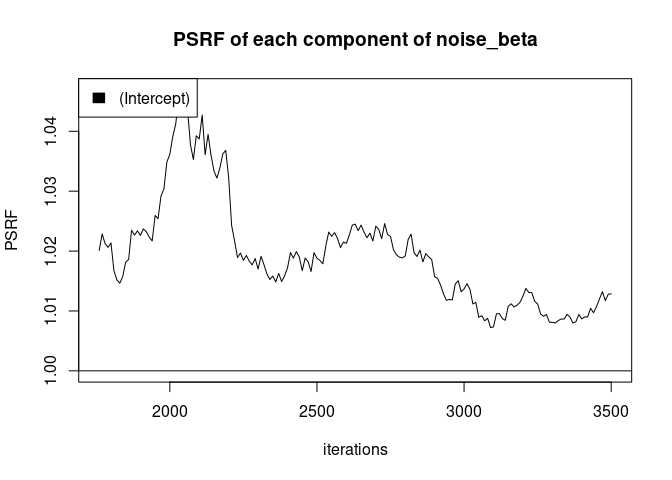 PSRF of each component of noise_beta
(Intercept)
PSRF
1.04
1.03
1.02
1.01
1.00
2000 2500 3000 3500
iterations